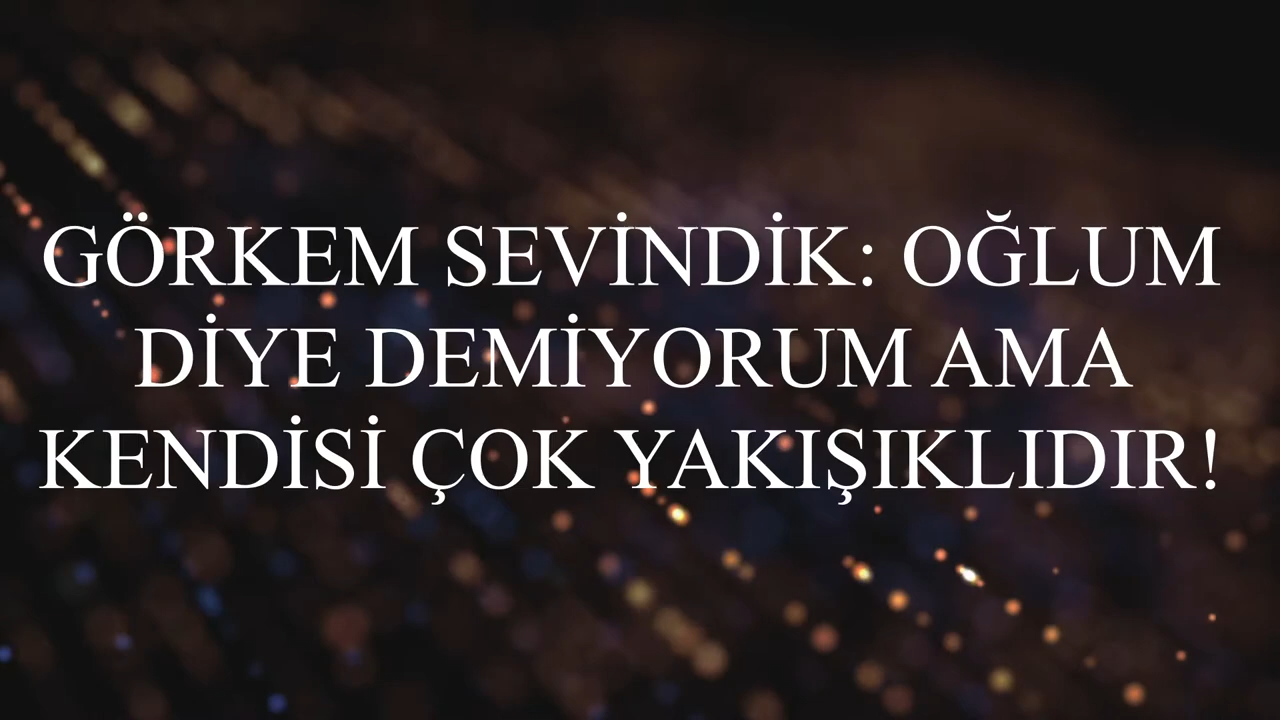 GÖRKEM SEVİNDİK: OĞLUM
DİYE DEMİYORUM AMA
KENDİSİ ÇOK YAKIŞIKLIDIR!